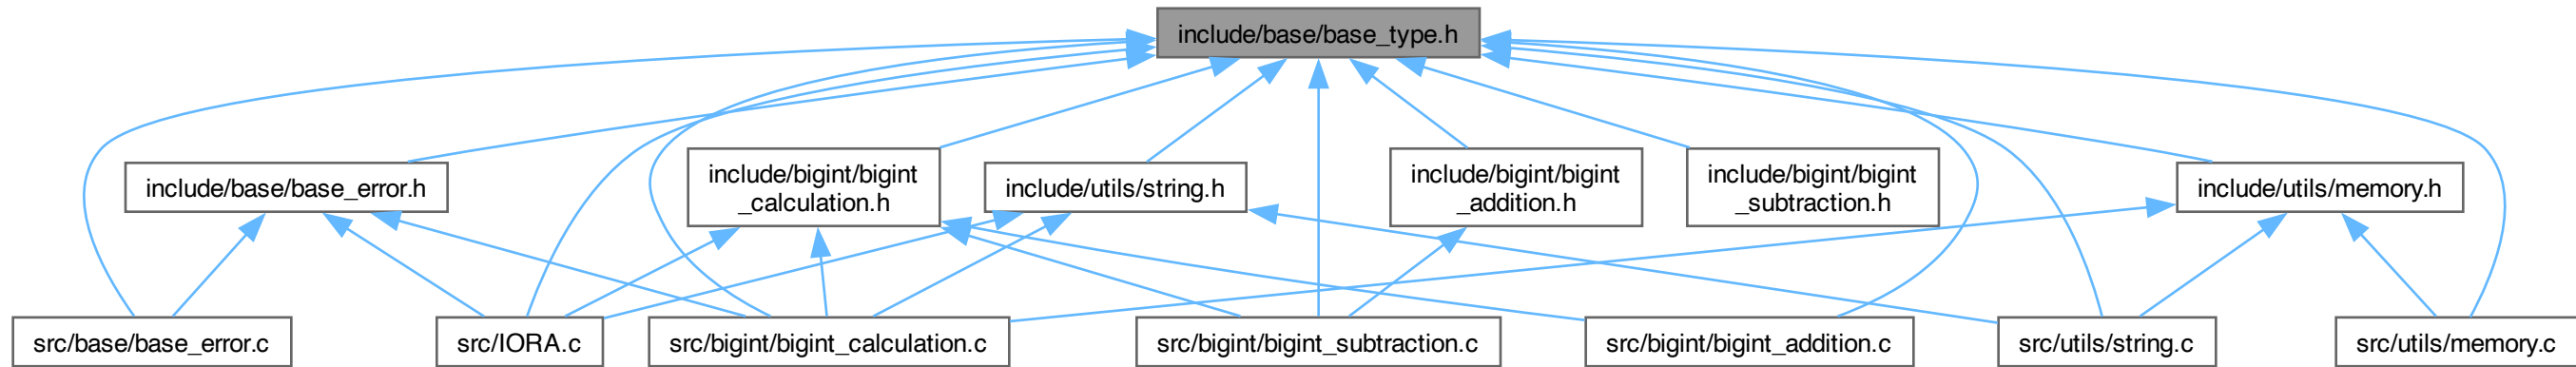 include/base/base_type.h
include/base/base_error.h
include/bigint/bigint
_calculation.h
include/utils/string.h
include/bigint/bigint
_addition.h
include/bigint/bigint
_subtraction.h
include/utils/memory.h
src/base/base_error.c
src/IORA.c
src/bigint/bigint_calculation.c
src/bigint/bigint_subtraction.c
src/bigint/bigint_addition.c
src/utils/string.c
src/utils/memory.c